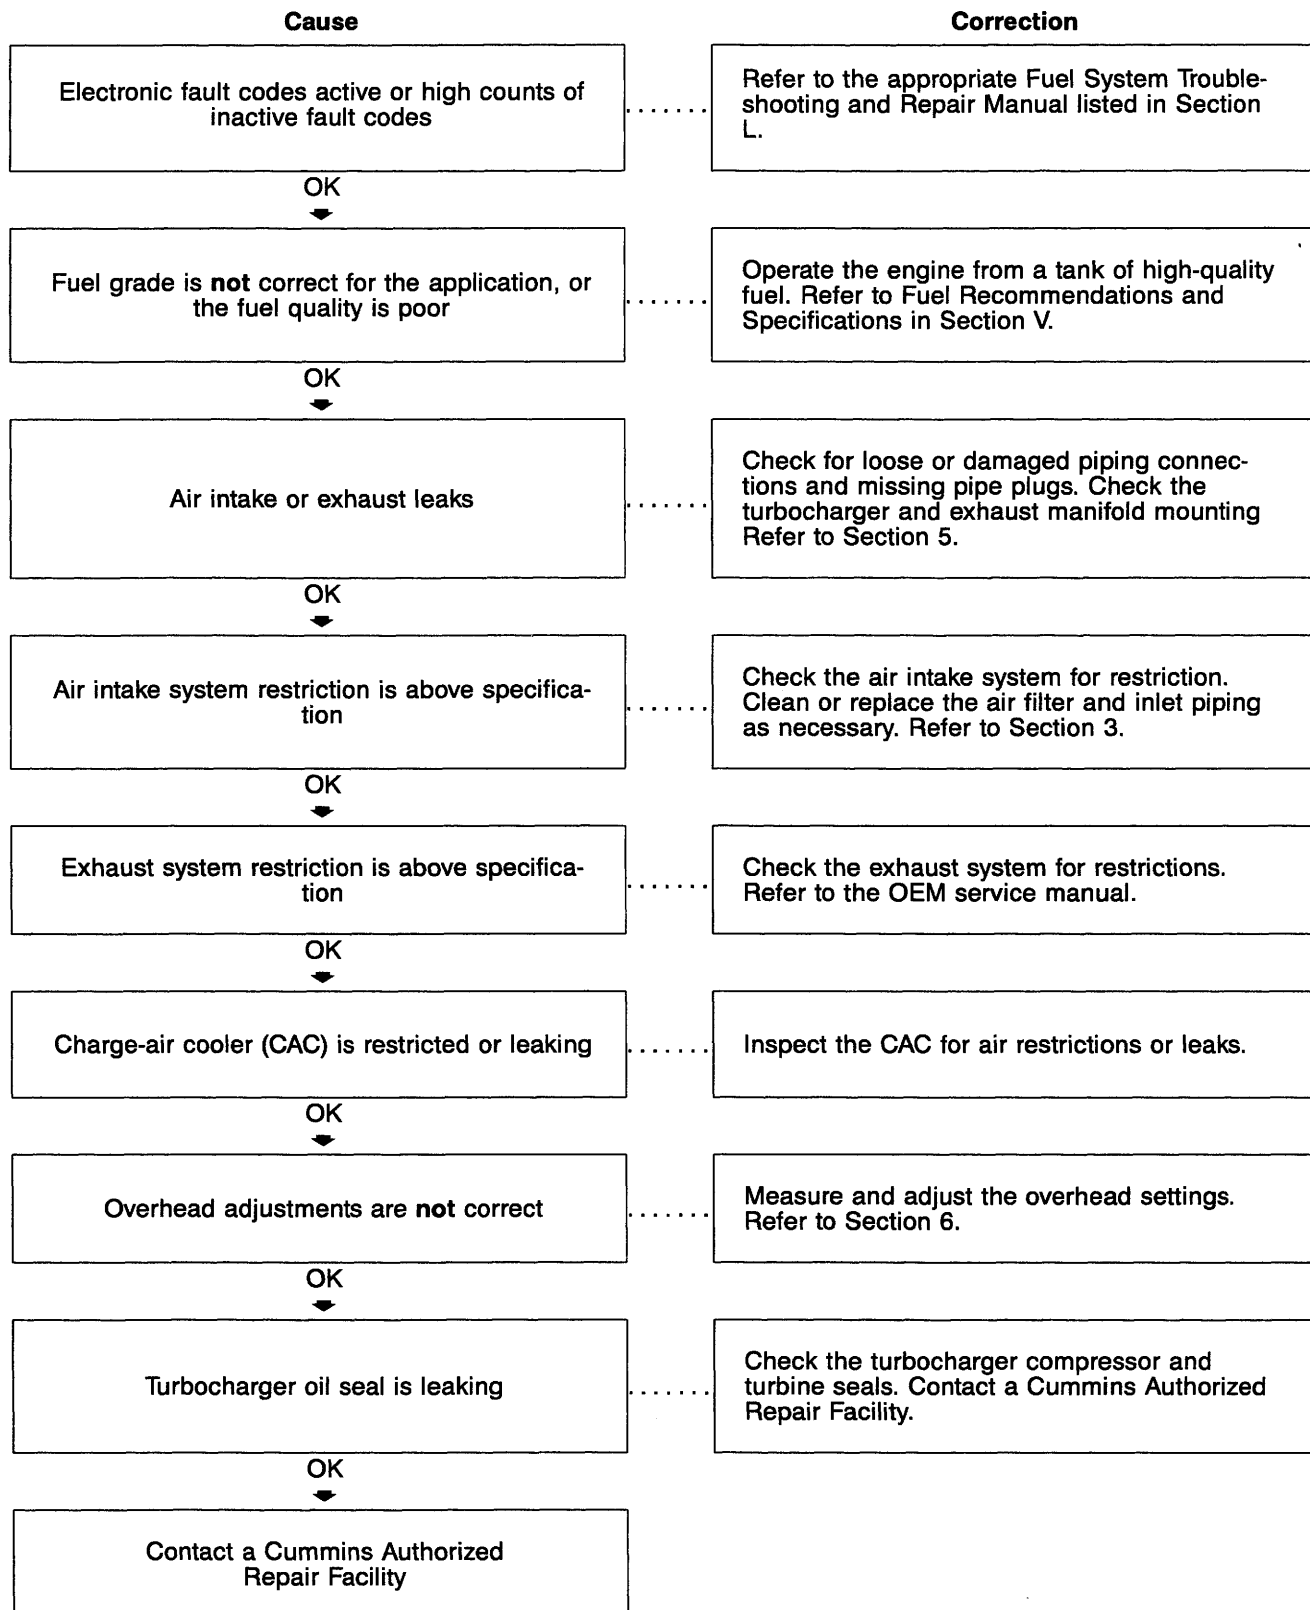 Cause
Correction
Electronic fault codes active or high counts of
inactive fault codes
.......
Refer to the appropriate Fuel System Trouble-
shooting and Repair Manual listed in Section
L.
OK
Fuel grade is not correct for the application, or
the fuel quality is poor
.......
Operate the engine from a tank of high-quality
fuel. Refer to Fuel Recommendations and
Specifications in Section V.
OK
Air intake or exhaust leaks
.......
Check for loose or damaged piping connec-
tions and missing pipe plugs. Check the
turbocharger and exhaust manifold mounting
Refer to Section 5.
OK
Air intake system restriction is above specifica-
tion
.......
Check the air intake system for restriction.
Clean or replace the air filter and inlet piping
as necessary. Refer to Section 3.
OK
Exhaust system restriction is above specifica-
tion
.......
Check the exhaust system for restrictions.
Refer to the OEM service manual.
OK
Charge-air cooler (CAC) is restricted or leaking
.......
Inspect the CAC for air restrictions or leaks.
OK
Overhead adjustments are not correct
.......
Measure and adjust the overhead settings.
Refer to Section 6.
OK
Turbocharger oil seal is leaking
.......
Check the turbocharger compressor and
turbine seals. Contact a Cummins Authorized
Repair Facility.
OK
Contact a Cummins Authorized
Repair Facility